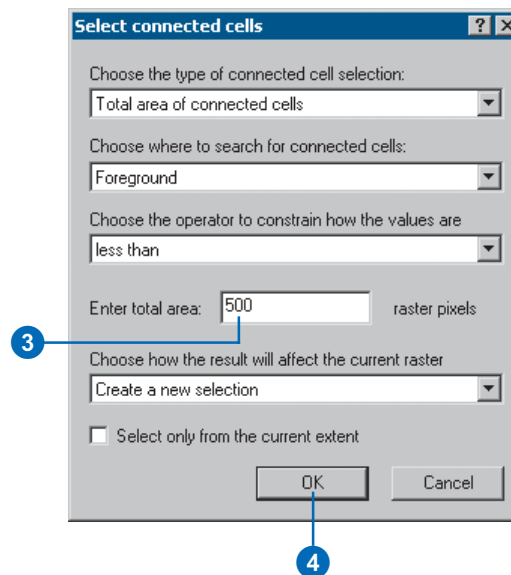 Select connected cells
Choose the type of connected cell selection:
Total area of connected cells
Choose where to search for connected cells:
Foreground
Choose the operator to constrain how the values are
less than
Enter total area: 500 raster pixels
3
Choose how the result will affect the current raster
Create a new selection
Select only from the current extent
OK Cancel
4